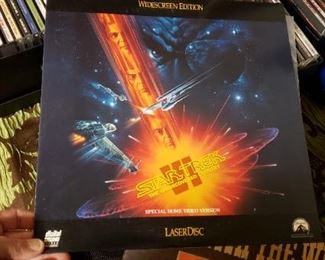 WIDESCREEN EDITION
STAR TREK
VI
SPECIAL HOME VIDEO VERSION
LASERDISC